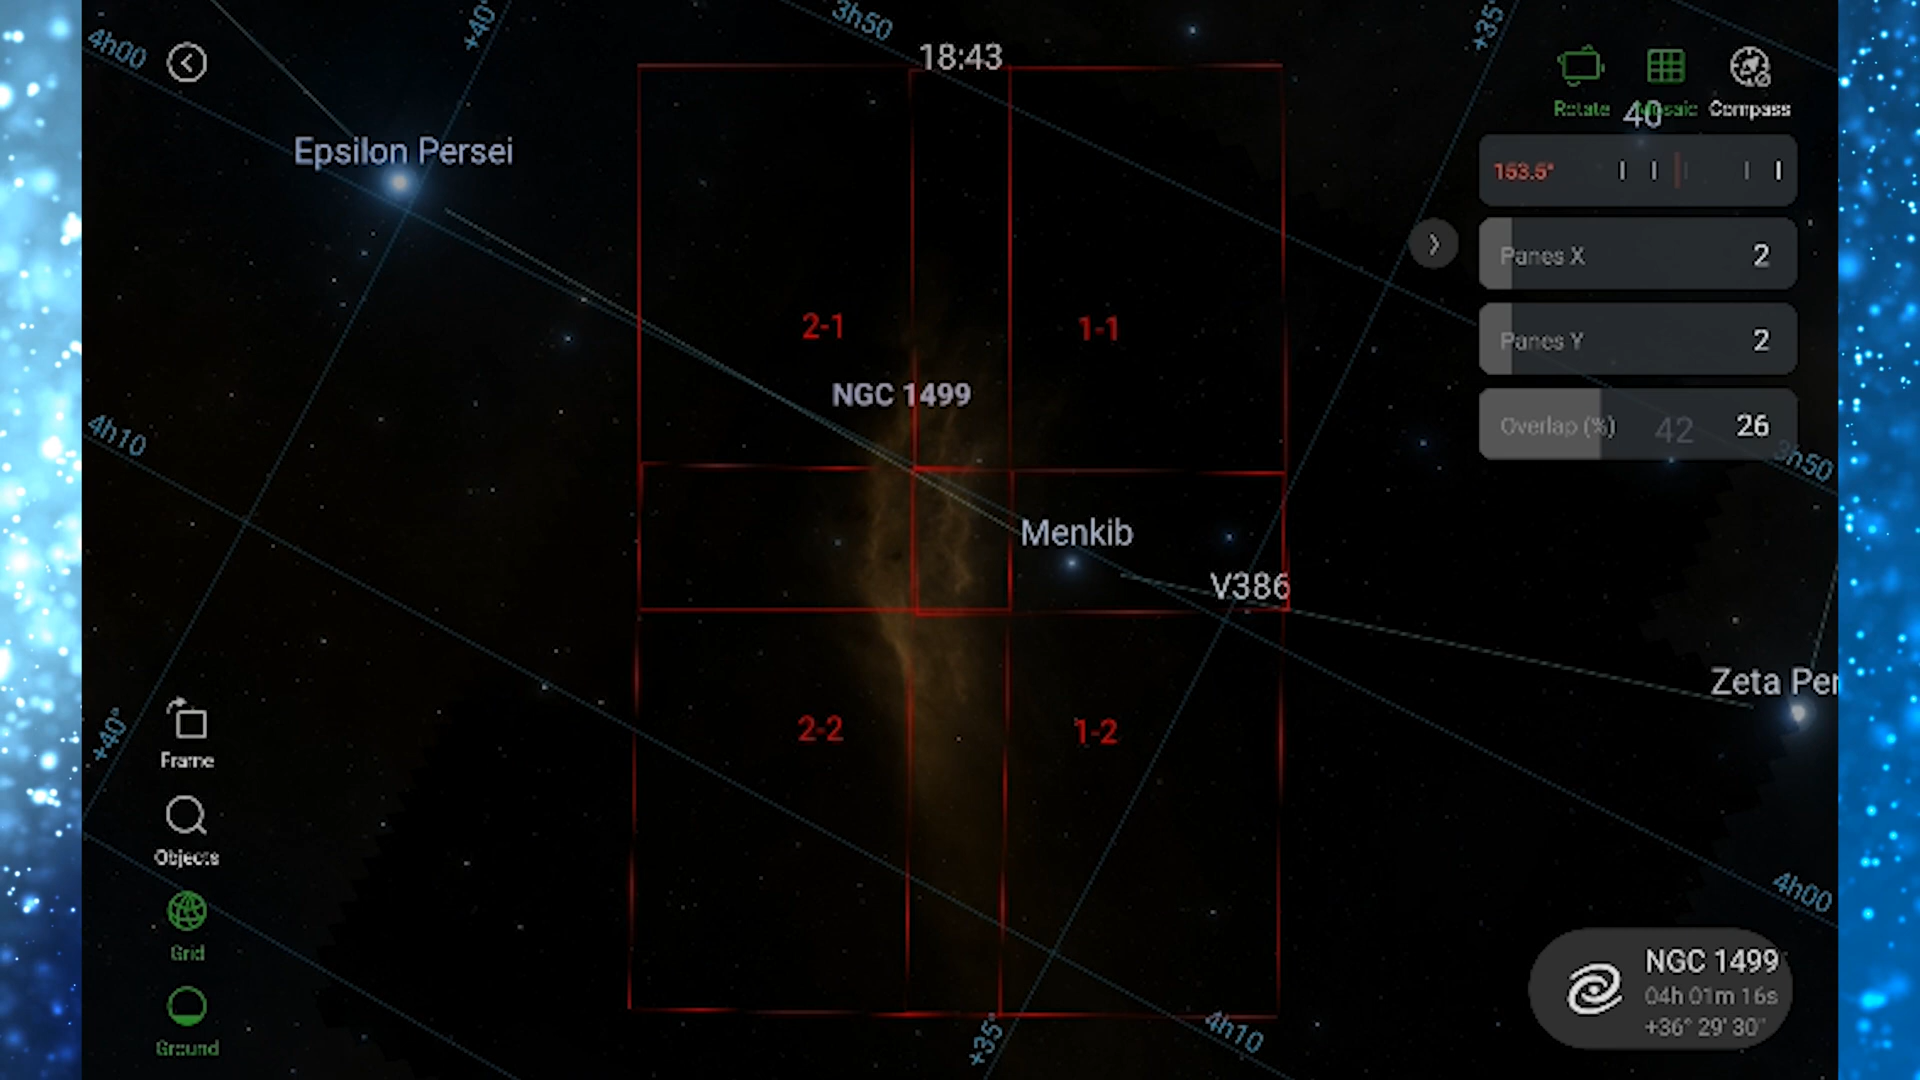 4h00
+40°
3h50
18:43
+35°
Rotate
Mosaic
Compass
40
Epsilon Persei
153.5°
Panes X 2
Panes Y 2
2-1
1-1
NGC 1499
Overlap (%) 42 26
4h10
3h50
Menkib
V386
Zeta Per
+40°
2-2
1-2
Frame
Objects
4h00
Grid
NGC 1499
04h 01m 16s
+36° 29' 30"
4h10
+35°
Ground